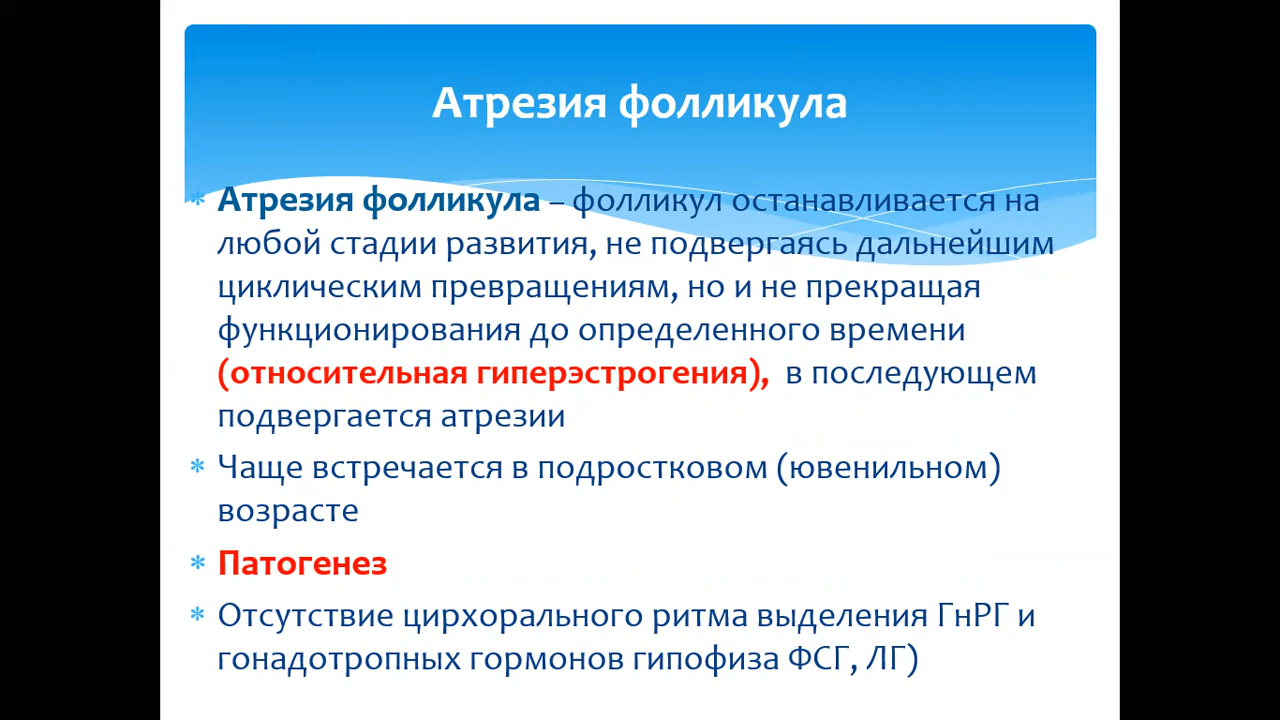 Атрезия фолликула
* Атрезия фолликула – фолликул останавливается на
любой стадии развития, не подвергаясь дальнейшим
циклическим превращениям, но и не прекращая
функционирования до определенного времени
(относительная гиперэстрогения), в последующем
подвергается атрезии
* Чаще встречается в подростковом (ювенильном)
возрасте
* Патогенез
* Отсутствие цирхорального ритма выделения ГнРГ и
гонадотропных гормонов гипофиза ФСГ, ЛГ)